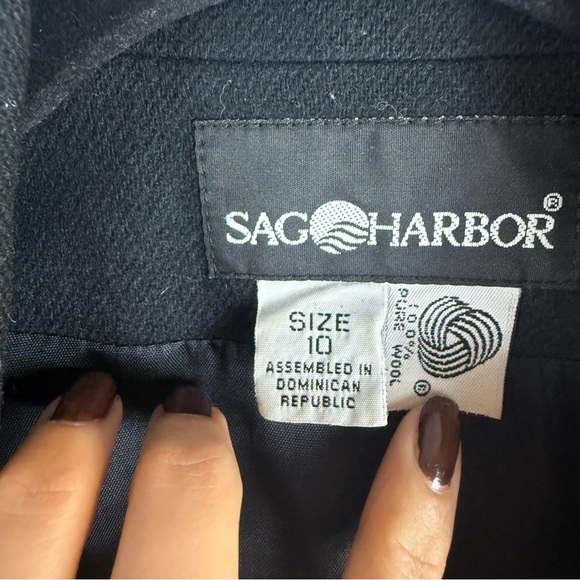 SAG HARBOR®
SIZE
10
ASSEMBLED IN
DOMINICAN
REPUBLIC
100%
PURE WOOL
®